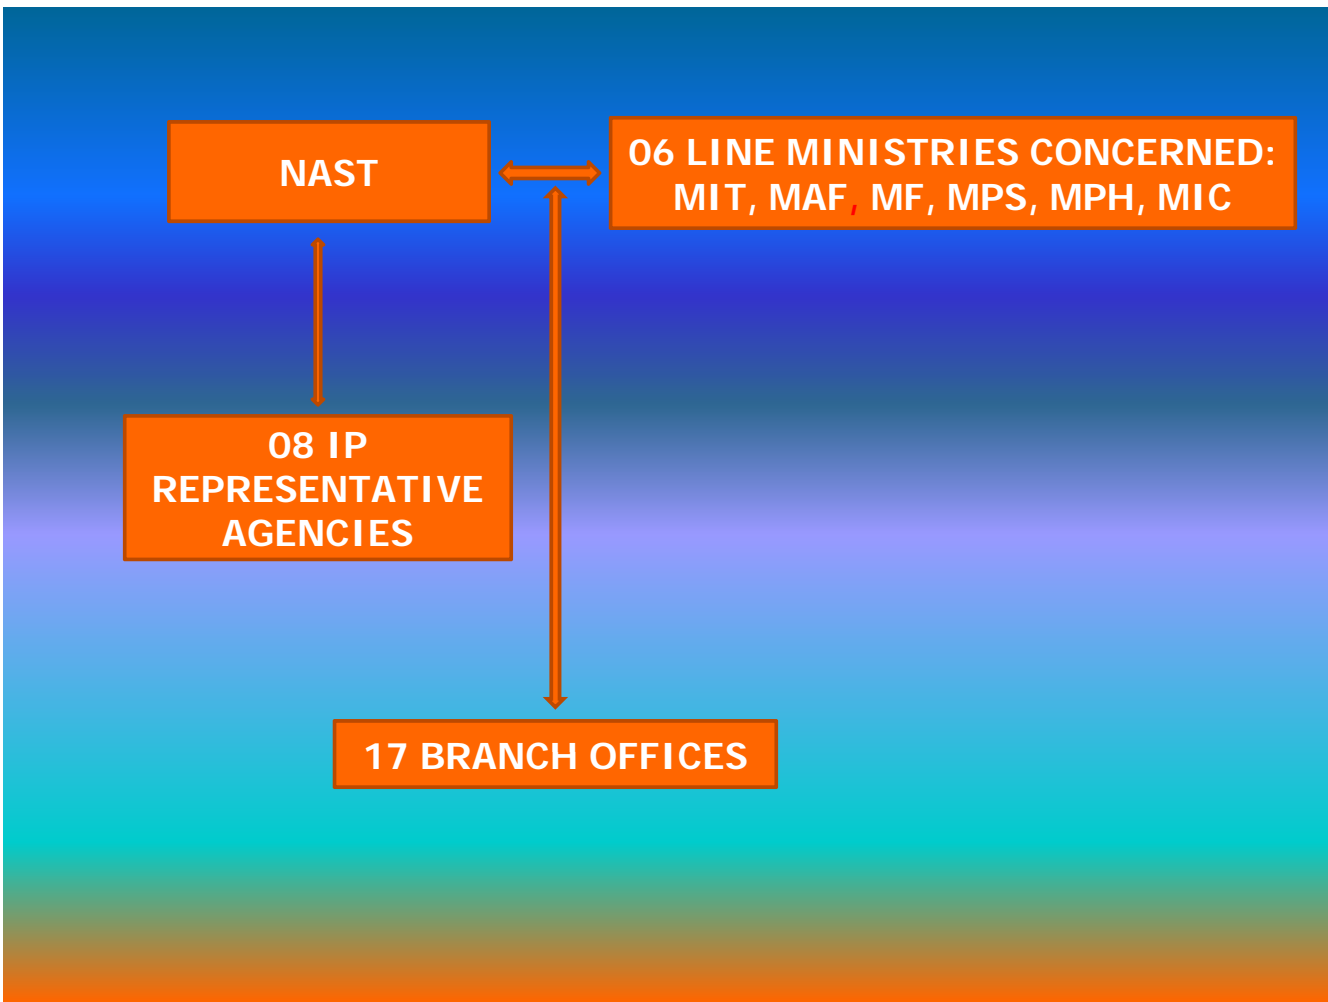 NAST
06 LINE MINISTRIES CONCERNED:
MIT, MAF, MF, MPS, MPH, MIC
08 IP
REPRESENTATIVE
AGENCIES
17 BRANCH OFFICES